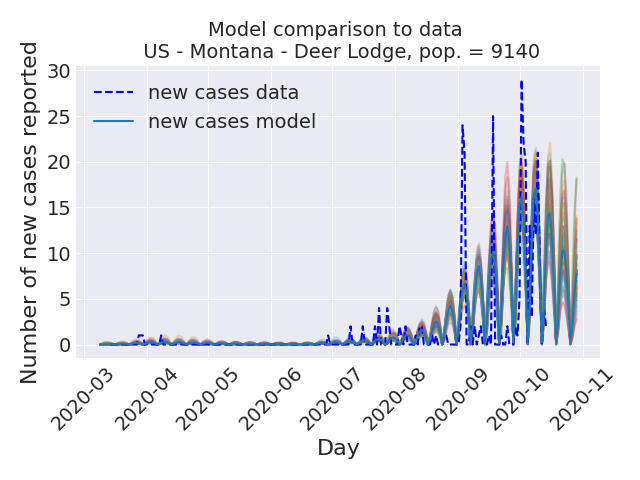 Model comparison to data
US - Montana - Deer Lodge, pop. = 9140
Number of new cases reported
30
25
20
15
10
5
0
new cases data
new cases model
2020-03
2020-04
2020-05
2020-06
2020-07
2020-08
2020-09
2020-10
2020-11
Day